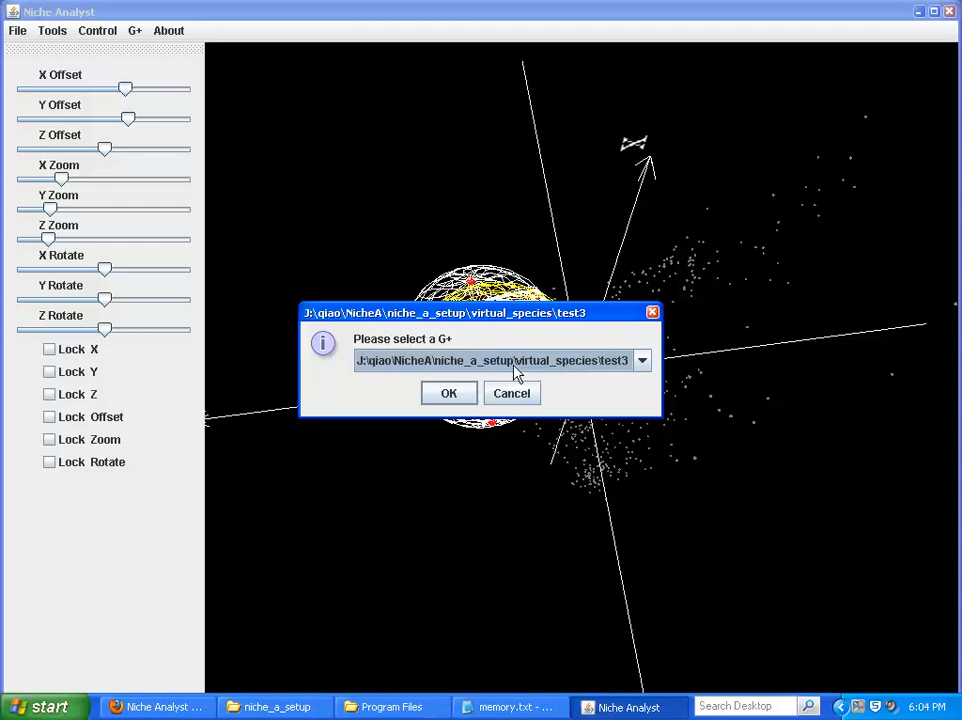 Niche Analyst
File Tools Control G+ About
X Offset
Y Offset
Z Offset
X Zoom
Y Zoom
Z Zoom
X Rotate
Y Rotate
Z Rotate
Lock X
Lock Y
Lock Z
Lock Offset
Lock Zoom
Lock Rotate
J:\qiao\NicheA\niche_a_setup\virtual_species\test3
Please select a G+
J:\qiao\NicheA\niche_a_setup\virtual_species\test3
OK Cancel
start Niche Analyst ... niche_a_setup Program Files memory.txt - ... Niche Analyst Search Desktop 6:04 PM